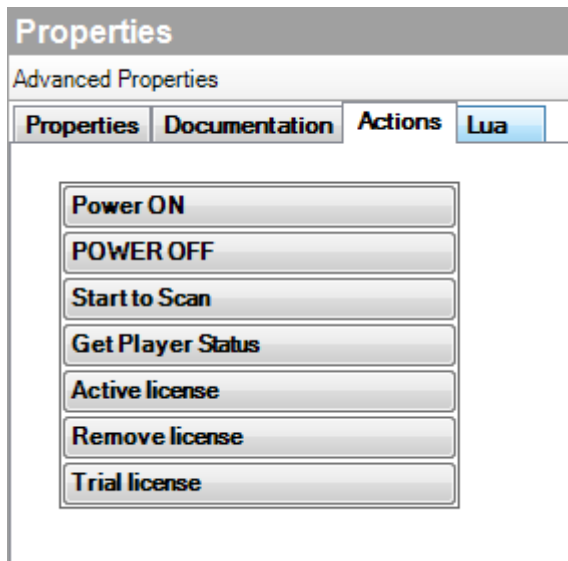 Properties
Advanced Properties
Properties Documentation Actions Lua
Power ON
POWER OFF
Start to Scan
Get Player Status
Active license
Remove license
Trial license